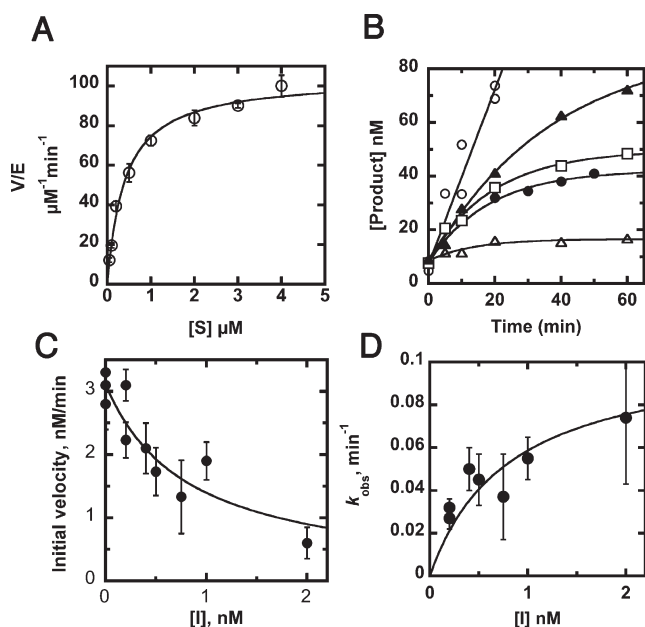 A
V/E
µM⁻¹min⁻¹
100
80
60
40
20
0
0 1 2 3 4 5
[S] µM
B
[Product] nM
80
60
40
20
0
0 20 40 60
Time (min)
C
Initial velocity, nM/min
3
2
1
0
0 1 2
[I], nM
D
kobs, min⁻¹
0.1
0.08
0.06
0.04
0.02
0
0 1 2
[I] nM